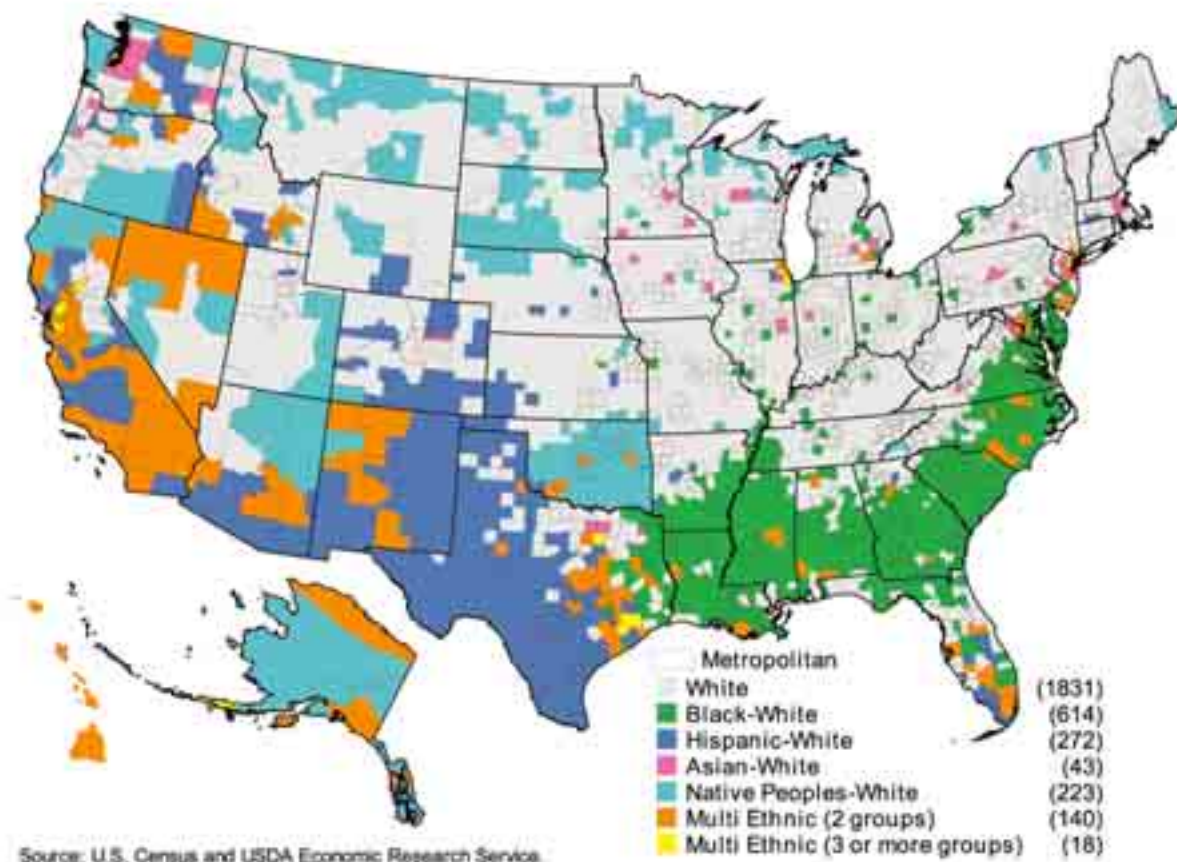 Metropolitan
White (1831)
Black-White (614)
Hispanic-White (272)
Asian-White (43)
Native Peoples-White (223)
Multi Ethnic (2 groups) (140)
Multi Ethnic (3 or more groups) (18)
Source: U.S. Census and USDA Economic Research Service.